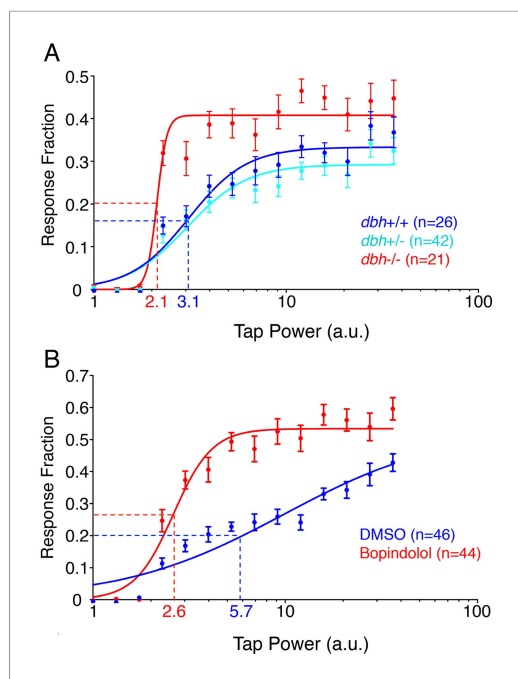 A
0.5
0.4
0.3
0.2
0.1
0
Response Fraction
dbh+/+ (n=26)
dbh+/- (n=42)
dbh-/- (n=21)
1
2.1
3.1
10
100
Tap Power (a.u.)
B
0.7
0.6
0.5
0.4
0.3
0.2
0.1
0
Response Fraction
DMSO (n=46)
Bopindolol (n=44)
1
2.6
5.7
10
100
Tap Power (a.u.)